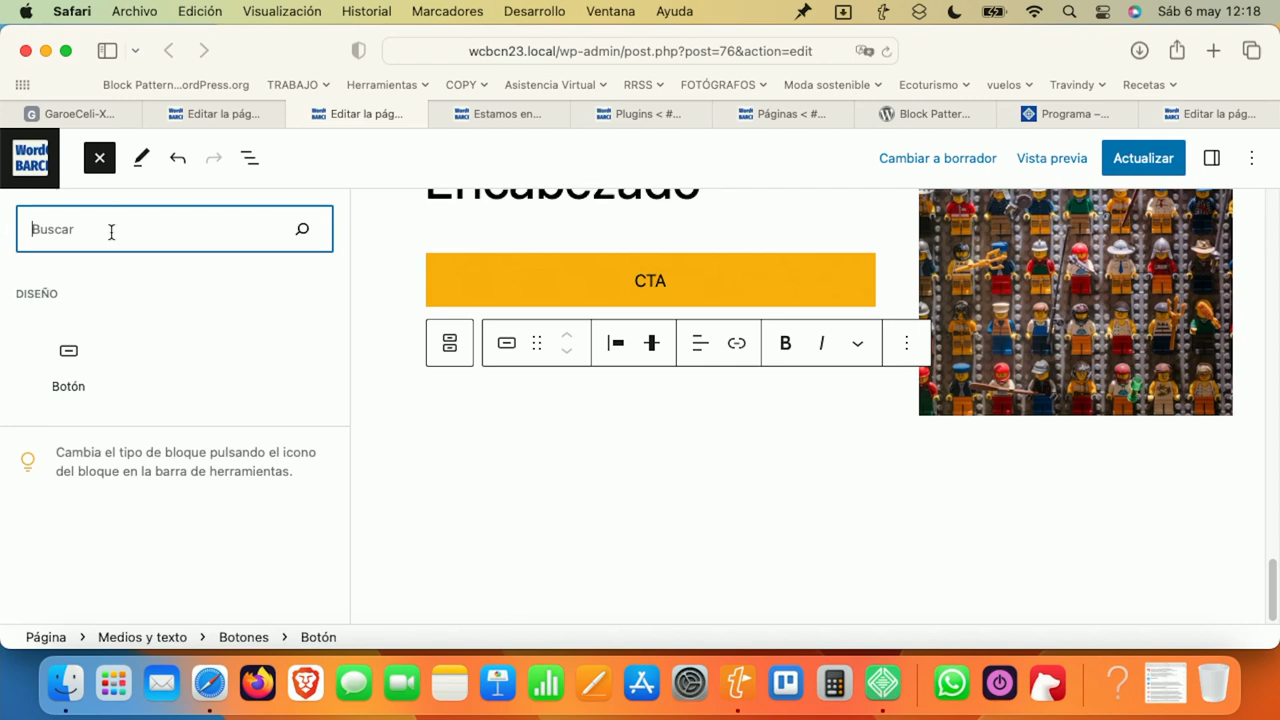 Safari Archivo Edición Visualización Historial Marcadores Desarrollo Ventana Ayuda Sáb 6 may 12:18
wcbcn23.local/wp-admin/post.php?post=76&action=edit
Block Pattern...ordPress.org TRABAJO Herramientas COPY Asistencia Virtual RRSS FOTÓGRAFOS Moda sostenible Ecoturismo vuelos Travindy Recetas
G GaroeCeli-X... Editar la pág... Editar la pág... Estamos en... Plugins < #... Páginas < #... Block Patter... Programa –... Editar la pág...
Word
BARCI
Cambiar a borrador Vista previa Actualizar
Encabezado
Buscar
CTA
DISEÑO
B I
Botón
Cambia el tipo de bloque pulsando el icono
del bloque en la barra de herramientas.
Página > Medios y texto > Botones > Botón